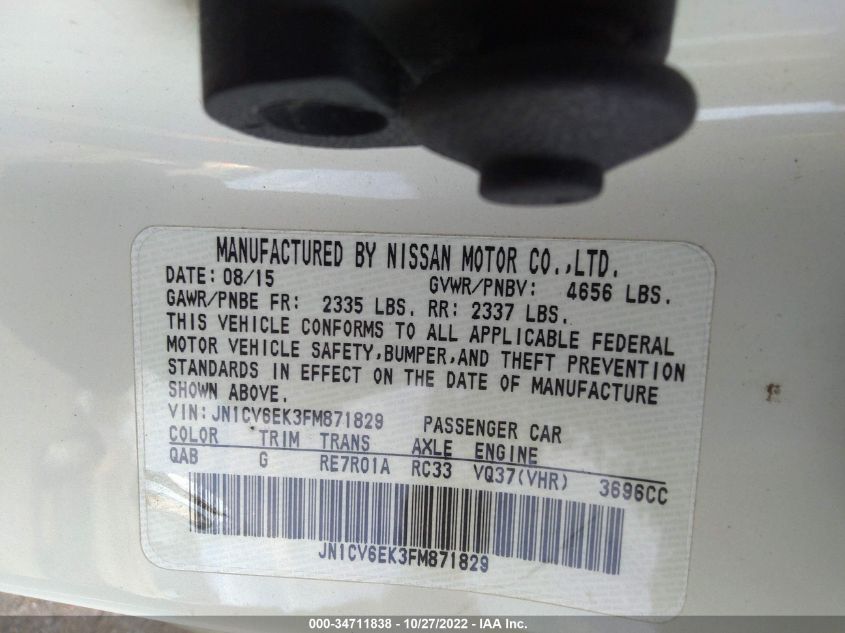 MANUFACTURED BY NISSAN MOTOR CO.,LTD.
DATE: 08/15 GVWR/PNBV: 4656 LBS.
GAWR/PNBE FR: 2335 LBS. RR: 2337 LBS.
THIS VEHICLE CONFORMS TO ALL APPLICABLE FEDERAL
MOTOR VEHICLE SAFETY,BUMPER,AND THEFT PREVENTION
STANDARDS IN EFFECT ON THE DATE OF MANUFACTURE
SHOWN ABOVE.
VIN: JN1CV6EK3FM871829 PASSENGER CAR
COLOR TRIM TRANS AXLE ENGINE
QAB G RE7R01A RC33 VQ37(VHR) 3696CC
JN1CV6EK3FM871829
000-34711838 - 10/27/2022 - IAA Inc.